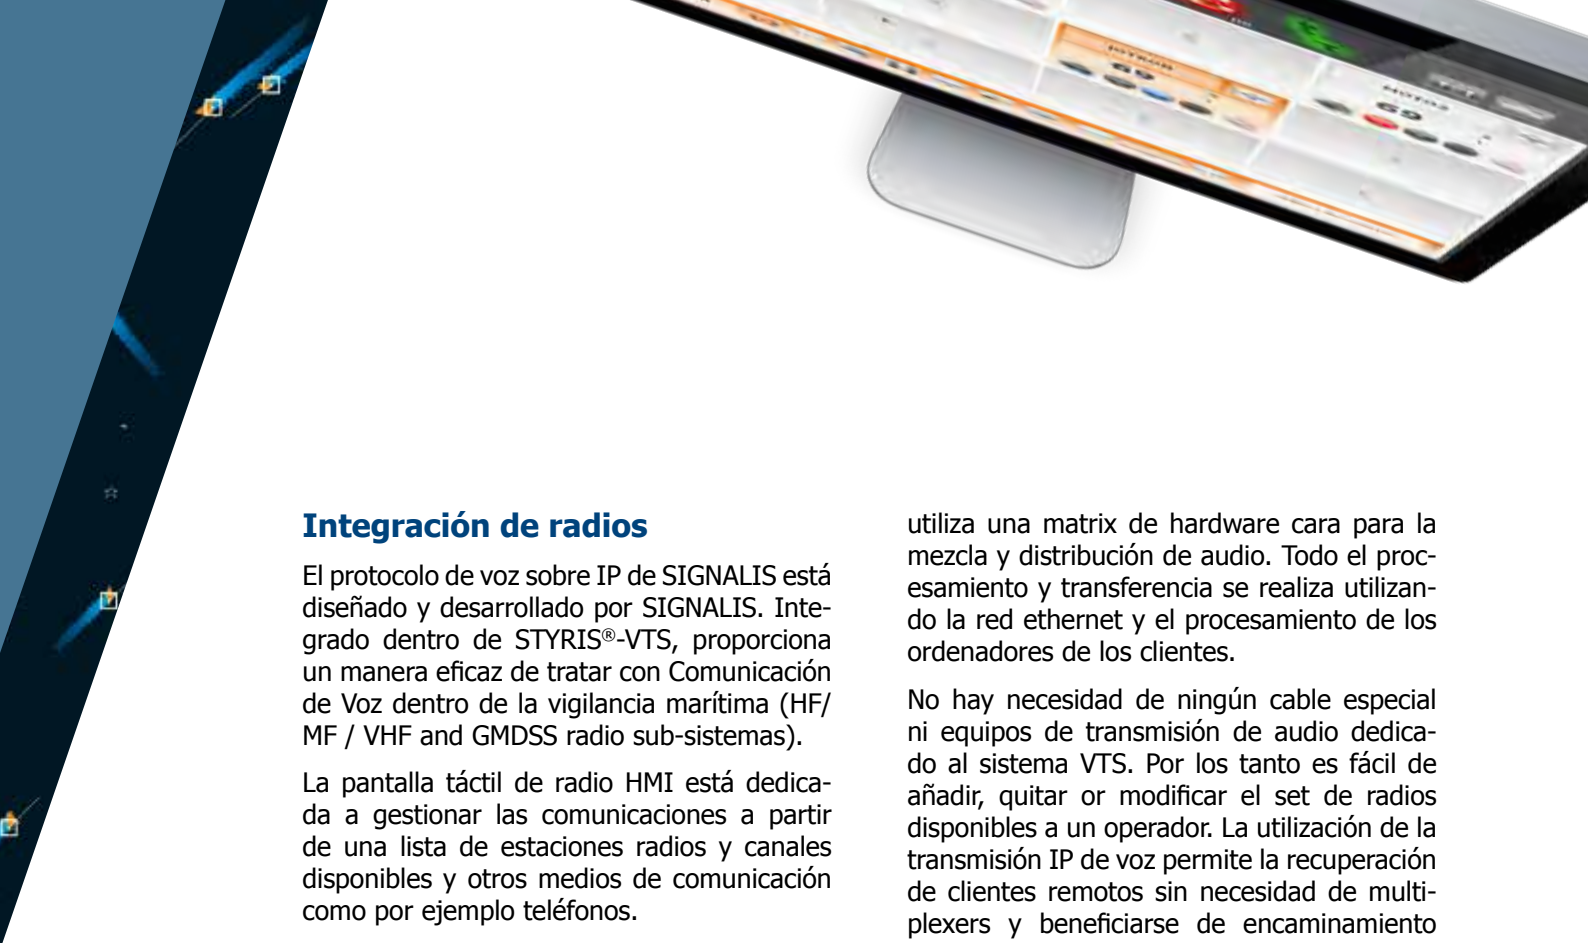 Integración de radios
El protocolo de voz sobre IP de SIGNALIS está
diseñado y desarrollado por SIGNALIS. Inte-
grado dentro de STYRIS®-VTS, proporciona
un manera eficaz de tratar con Comunicación
de Voz dentro de la vigilancia marítima (HF/
MF / VHF and GMDSS radio sub-sistemas).
La pantalla táctil de radio HMI está dedica-
da a gestionar las comunicaciones a partir
de una lista de estaciones radios y canales
disponibles y otros medios de comunicación
como por ejemplo teléfonos.
utiliza una matrix de hardware cara para la
mezcla y distribución de audio. Todo el proc-
esamiento y transferencia se realiza utilizan-
do la red ethernet y el procesamiento de los
ordenadores de los clientes.
No hay necesidad de ningún cable especial
ni equipos de transmisión de audio dedica-
do al sistema VTS. Por los tanto es fácil de
añadir, quitar or modificar el set de radios
disponibles a un operador. La utilización de la
transmisión IP de voz permite la recuperación
de clientes remotos sin necesidad de multi-
plexers y beneficiarse de encaminamiento